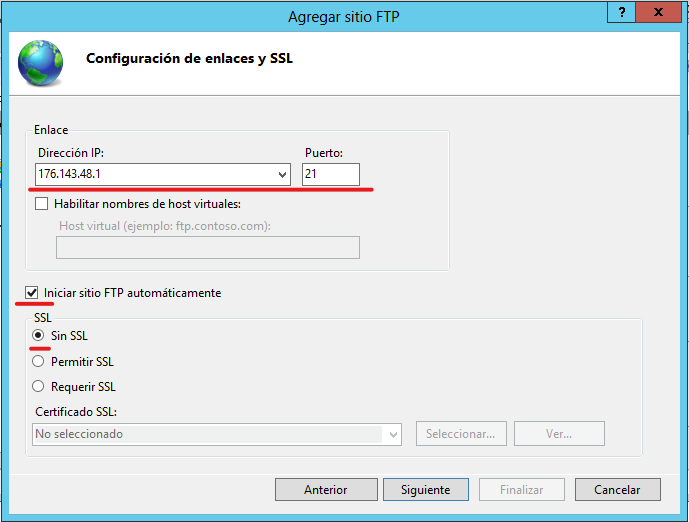 Agregar sitio FTP
?
X
Configuración de enlaces y SSL
Enlace
Dirección IP: Puerto:
176.143.48.1 21
Habilitar nombres de host virtuales:
Host virtual (ejemplo: ftp.contoso.com):
Iniciar sitio FTP automáticamente
SSL
Sin SSL
Permitir SSL
Requerir SSL
Certificado SSL:
No seleccionado Seleccionar... Ver...
Anterior Siguiente Finalizar Cancelar